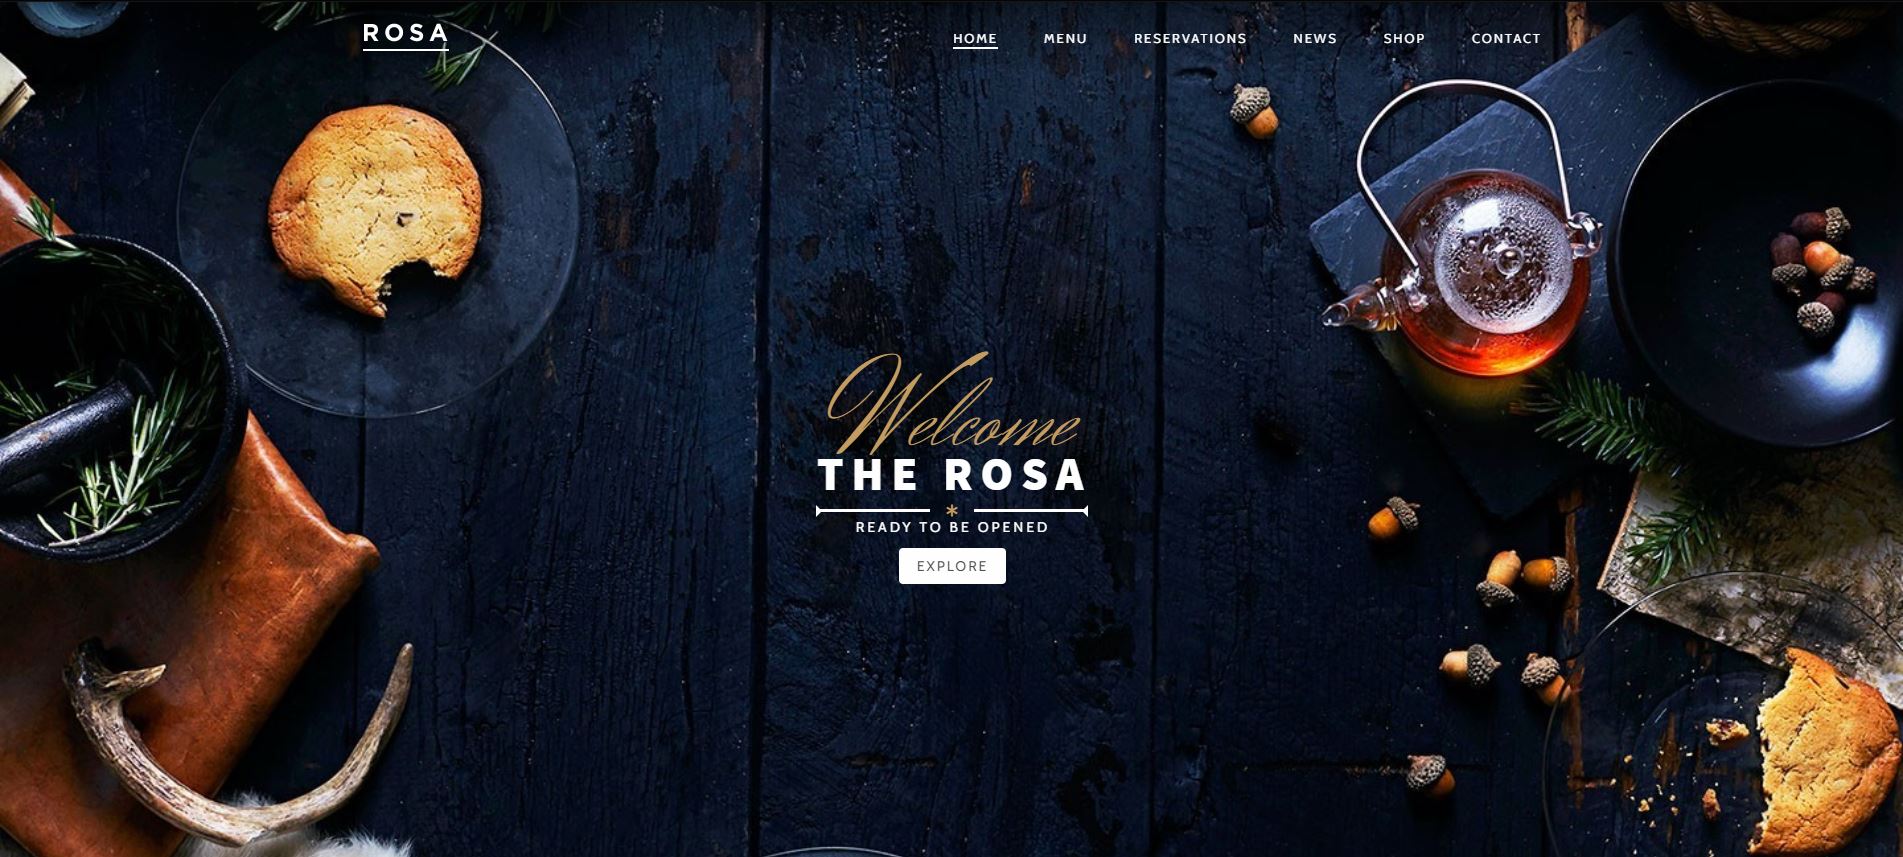 ROSA
HOME MENU RESERVATIONS NEWS SHOP CONTACT
Welcome
THE ROSA
*
READY TO BE OPENED
EXPLORE